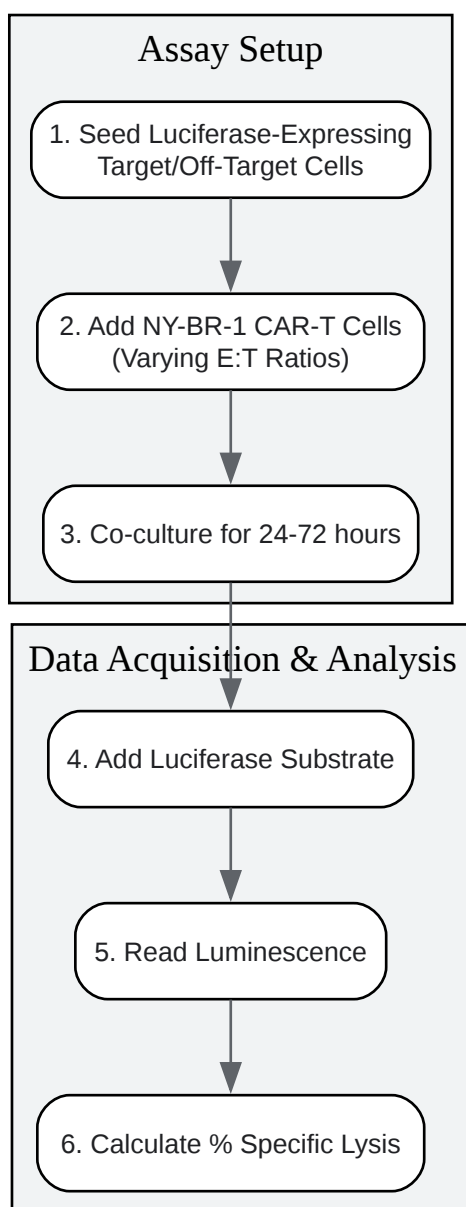 Assay Setup
1. Seed Luciferase-Expressing
Target/Off-Target Cells
2. Add NY-BR-1 CAR-T Cells
(Varying E:T Ratios)
3. Co-culture for 24-72 hours
Data Acquisition & Analysis
4. Add Luciferase Substrate
5. Read Luminescence
6. Calculate % Specific Lysis